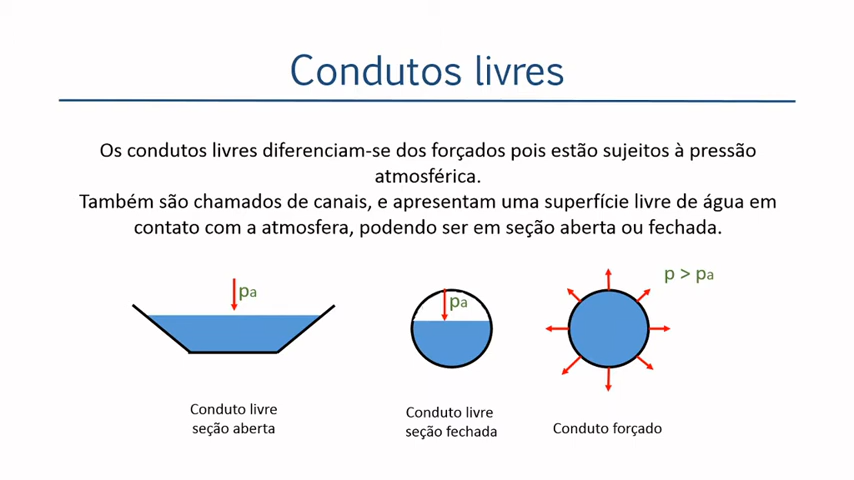 Condutos livres
Os condutos livres diferenciam-se dos forçados pois estão sujeitos à pressão
atmosférica.
Também são chamados de canais, e apresentam uma superfície livre de água em
contato com a atmosfera, podendo ser em seção aberta ou fechada.
pa
pa
p > pa
Conduto livre
seção aberta
Conduto livre
seção fechada
Conduto forçado